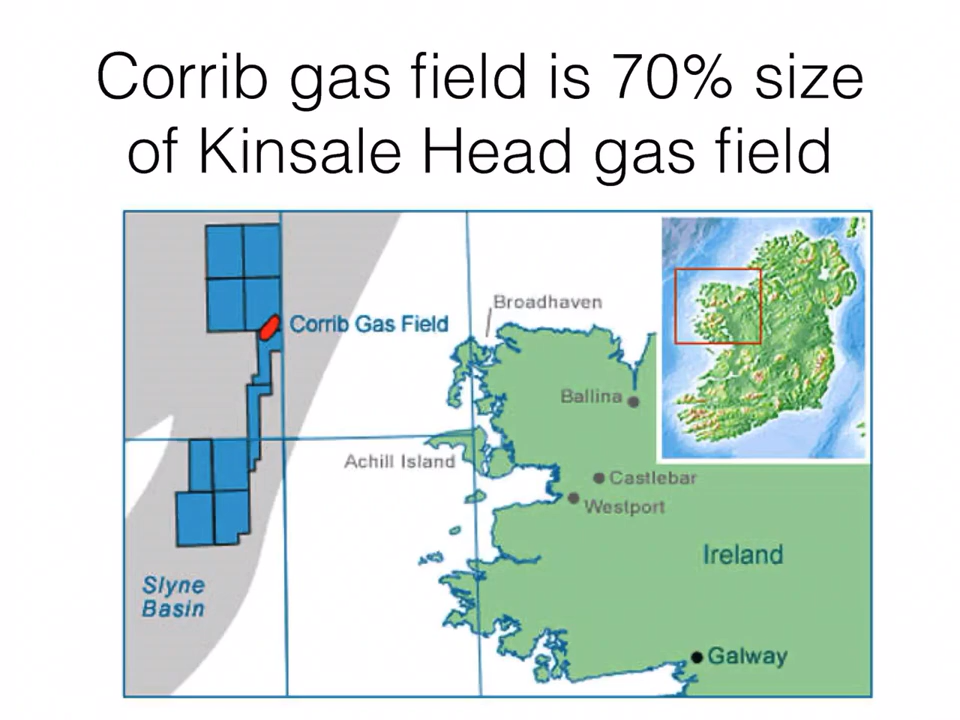 Corrib gas field is 70% size
of Kinsale Head gas field
Broadhaven
Corrib Gas Field
Ballina
Achill Island
Castlebar
Westport
Ireland
Slyne
Basin
Galway